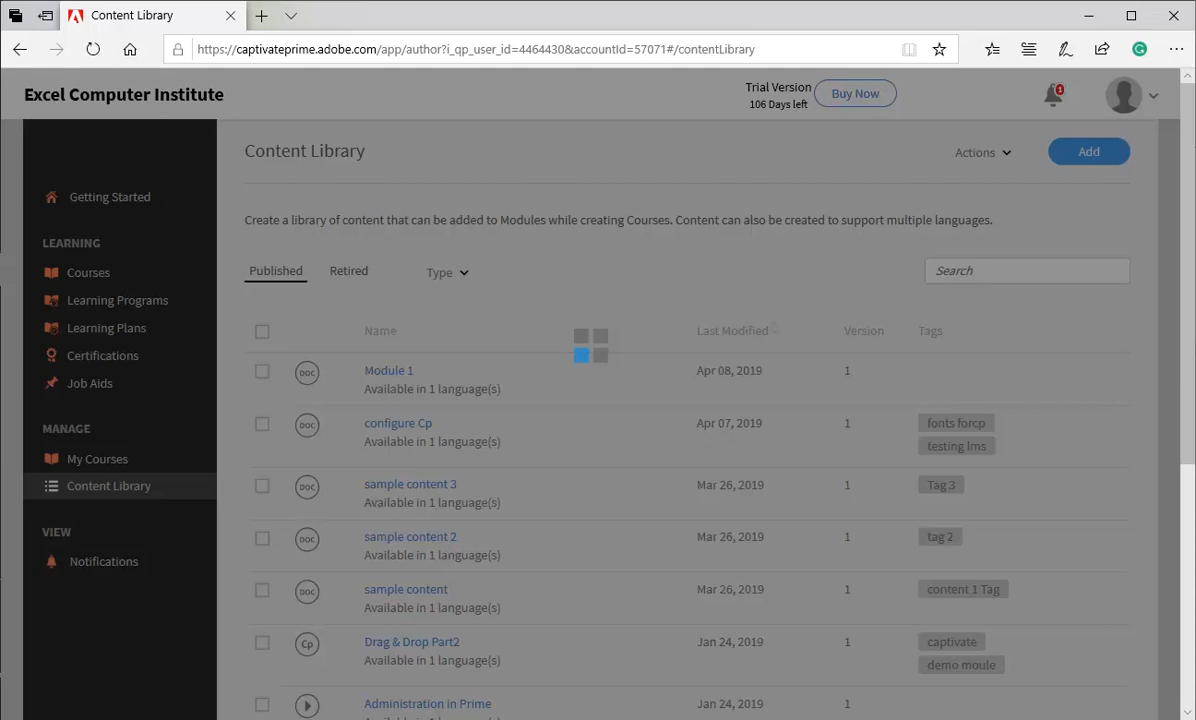 Content Library
https://captivateprime.adobe.com/app/author?i_qp_user_id=4464430&accountId=57071#/contentLibrary
Excel Computer Institute
Trial Version
106 Days left
Buy Now
1
Content Library
Actions
Add
Getting Started
LEARNING
Courses
Learning Programs
Learning Plans
Certifications
Job Aids
MANAGE
My Courses
Content Library
VIEW
Notifications
Create a library of content that can be added to Modules while creating Courses. Content can also be created to support multiple languages.
Published Retired Type
Search
Name Last Modified Version Tags
DOC Module 1 Apr 08, 2019 1
Available in 1 language(s)
DOC configure Cp Apr 07, 2019 1 fonts forcp
Available in 1 language(s) testing lms
DOC sample content 3 Mar 26, 2019 1 Tag 3
Available in 1 language(s)
DOC sample content 2 Mar 26, 2019 1 tag 2
Available in 1 language(s)
DOC sample content Mar 26, 2019 1 content 1 Tag
Available in 1 language(s)
Cp Drag & Drop Part2 Jan 24, 2019 1 captivate
Available in 1 language(s) demo moule
Administration in Prime Jan 24, 2019 1